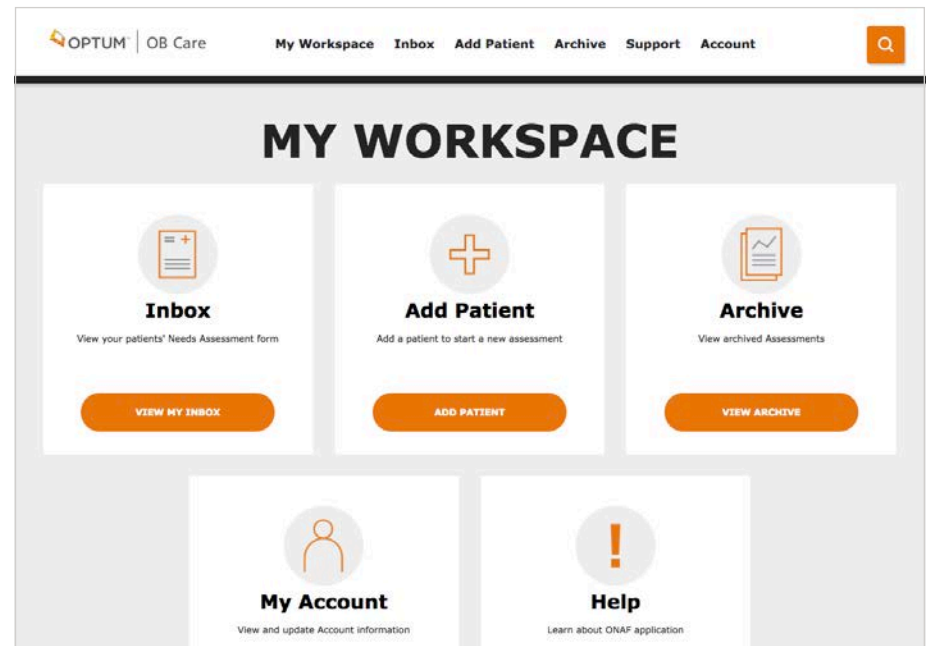 OPTUM™ | OB Care
My Workspace Inbox Add Patient Archive Support Account
MY WORKSPACE
Inbox
View your patients' Needs Assessment form
VIEW MY INBOX
Add Patient
Add a patient to start a new assessment
ADD PATIENT
Archive
View archived Assessments
VIEW ARCHIVE
My Account
View and update Account information
Help
Learn about ONAF application